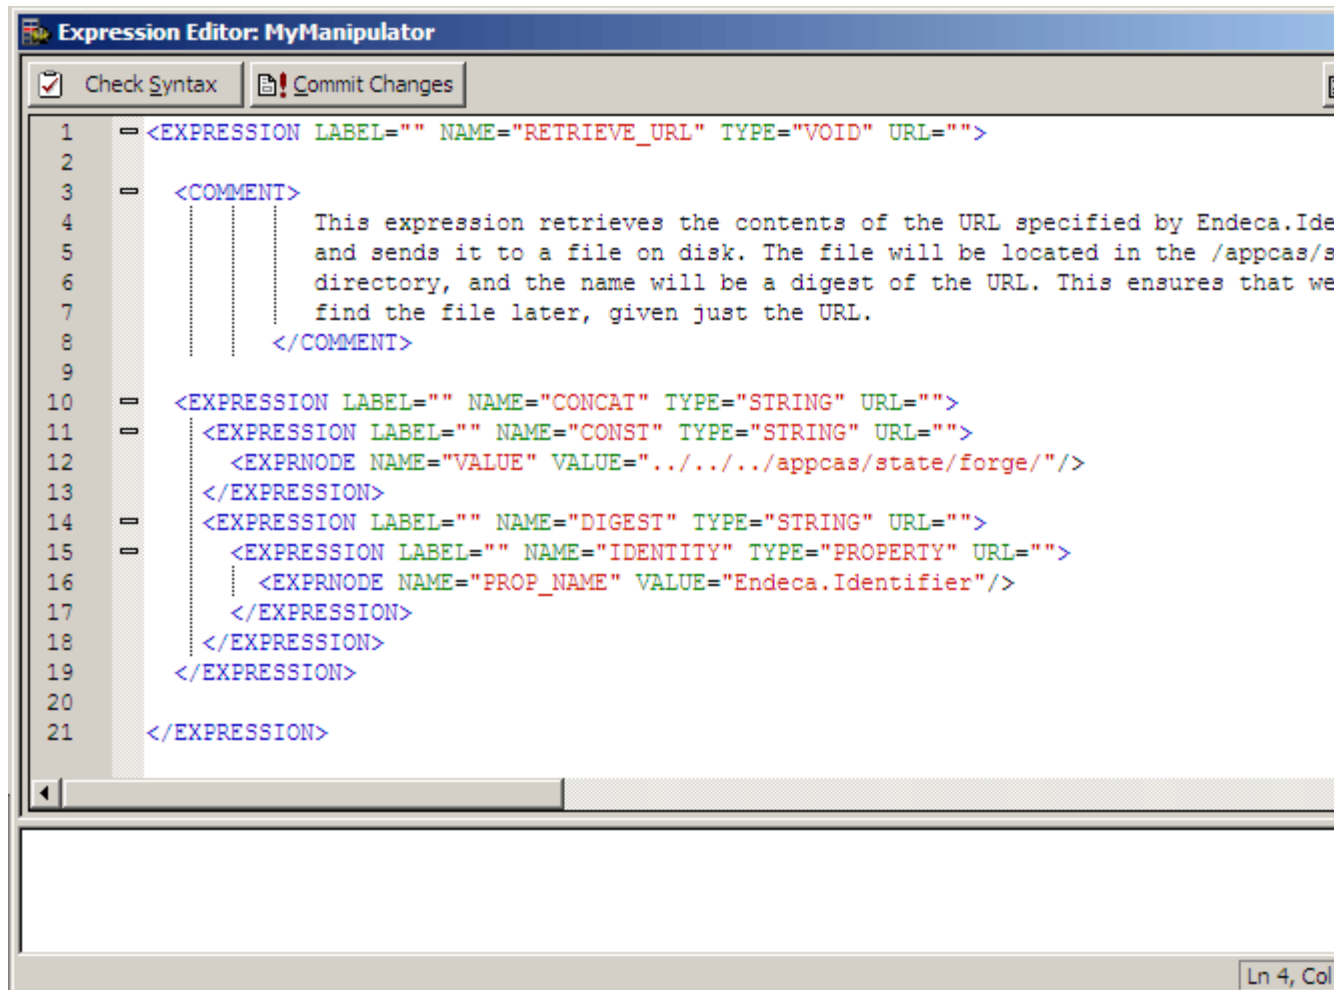 Expression Editor: MyManipulator
Check Syntax Commit Changes
1 <EXPRESSION LABEL="" NAME="RETRIEVE_URL" TYPE="VOID" URL="">
2
3 <COMMENT>
4 This expression retrieves the contents of the URL specified by Endeca.Ide
5 and sends it to a file on disk. The file will be located in the /appcas/s
6 directory, and the name will be a digest of the URL. This ensures that we
7 find the file later, given just the URL.
8 </COMMENT>
9
10 <EXPRESSION LABEL="" NAME="CONCAT" TYPE="STRING" URL="">
11 <EXPRESSION LABEL="" NAME="CONST" TYPE="STRING" URL="">
12 <EXPRNODE NAME="VALUE" VALUE="../../../appcas/state/forge/"/>
13 </EXPRESSION>
14 <EXPRESSION LABEL="" NAME="DIGEST" TYPE="STRING" URL="">
15 <EXPRESSION LABEL="" NAME="IDENTITY" TYPE="PROPERTY" URL="">
16 <EXPRNODE NAME="PROP_NAME" VALUE="Endeca.Identifier"/>
17 </EXPRESSION>
18 </EXPRESSION>
19 </EXPRESSION>
20
21 </EXPRESSION>
Ln 4, Col